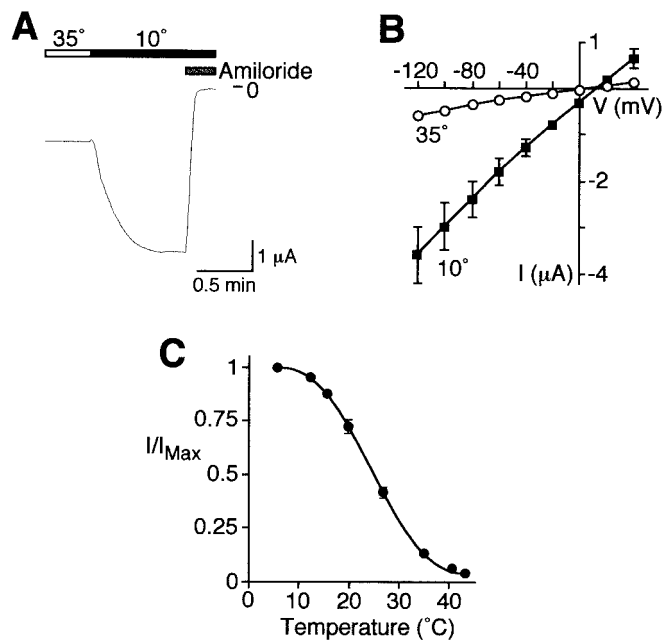 A
35°
10°
Amiloride
0
1 μA
0.5 min
B
1
-120
-80
-40
V (mV)
35°
-2
10°
I (μA)
-4
C
1
0.75
I/I_Max
0.5
0.25
0
0
10
20
30
40
Temperature (°C)